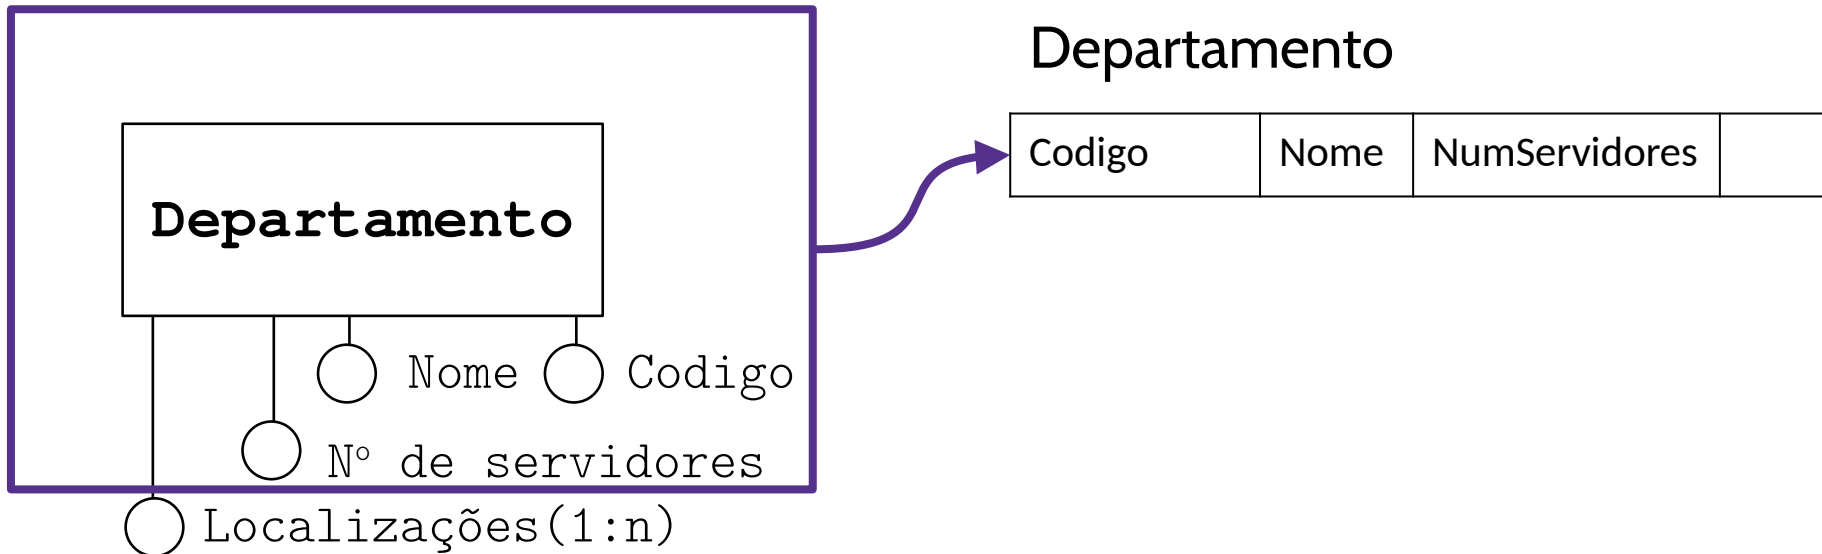 Departamento
Codigo Nome NumServidores
Departamento
Nome Codigo
Nº de servidores
Localizações(1:n)